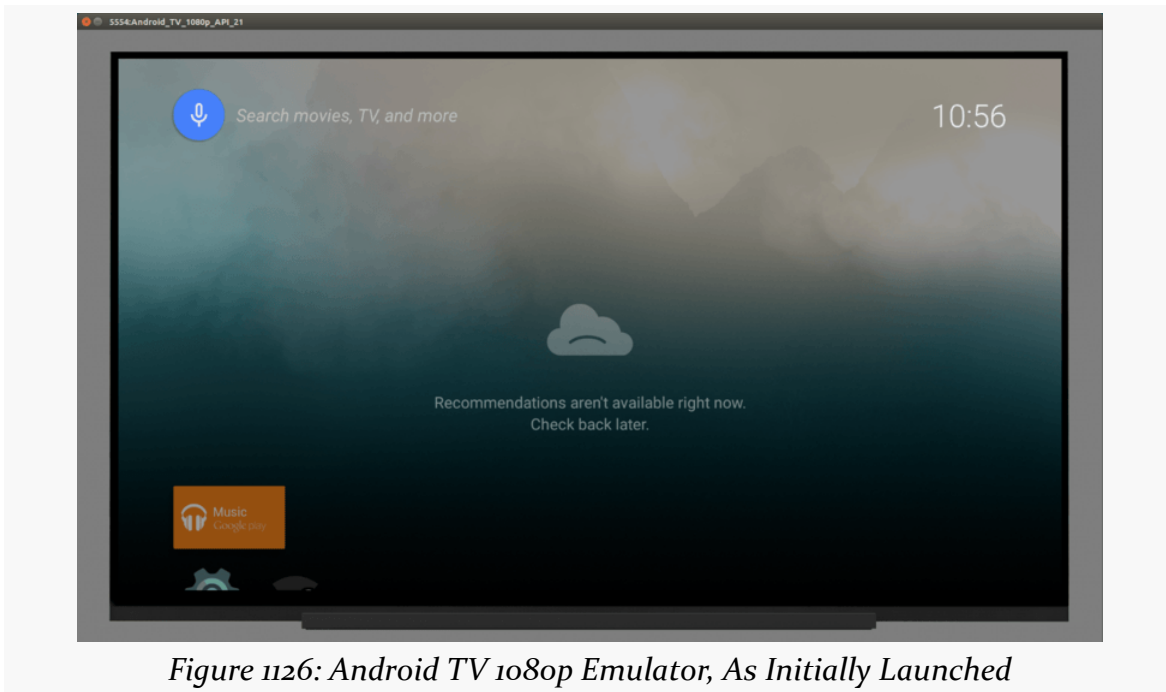 5554:Android_TV_1080p_API_21
Search movies, TV, and more
10:56
Recommendations aren't available right now.
Check back later.
Music
Google play
Figure 1126: Android TV 1080p Emulator, As Initially Launched